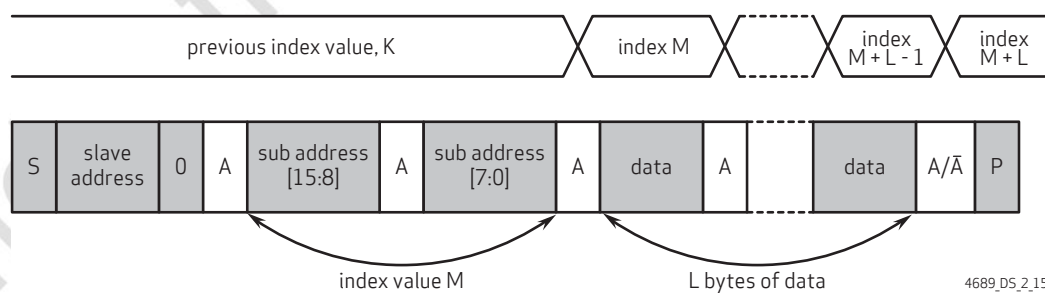 previous index value, K
index M
index
M + L - 1
index
M + L
S
slave
address
0
A
sub address
[15:8]
A
sub address
[7:0]
A
data
A
data
A/Ā
P
index value M
L bytes of data
4689_DS_2_15